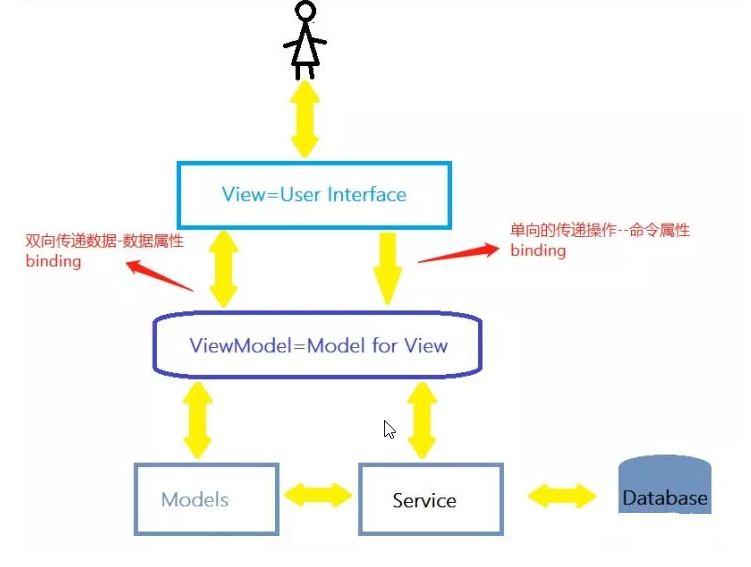 View=User Interface
双向传递数据-数据属性
binding
单向的传递操作--命令属性
binding
ViewModel=Model for View
Models
Service
Database